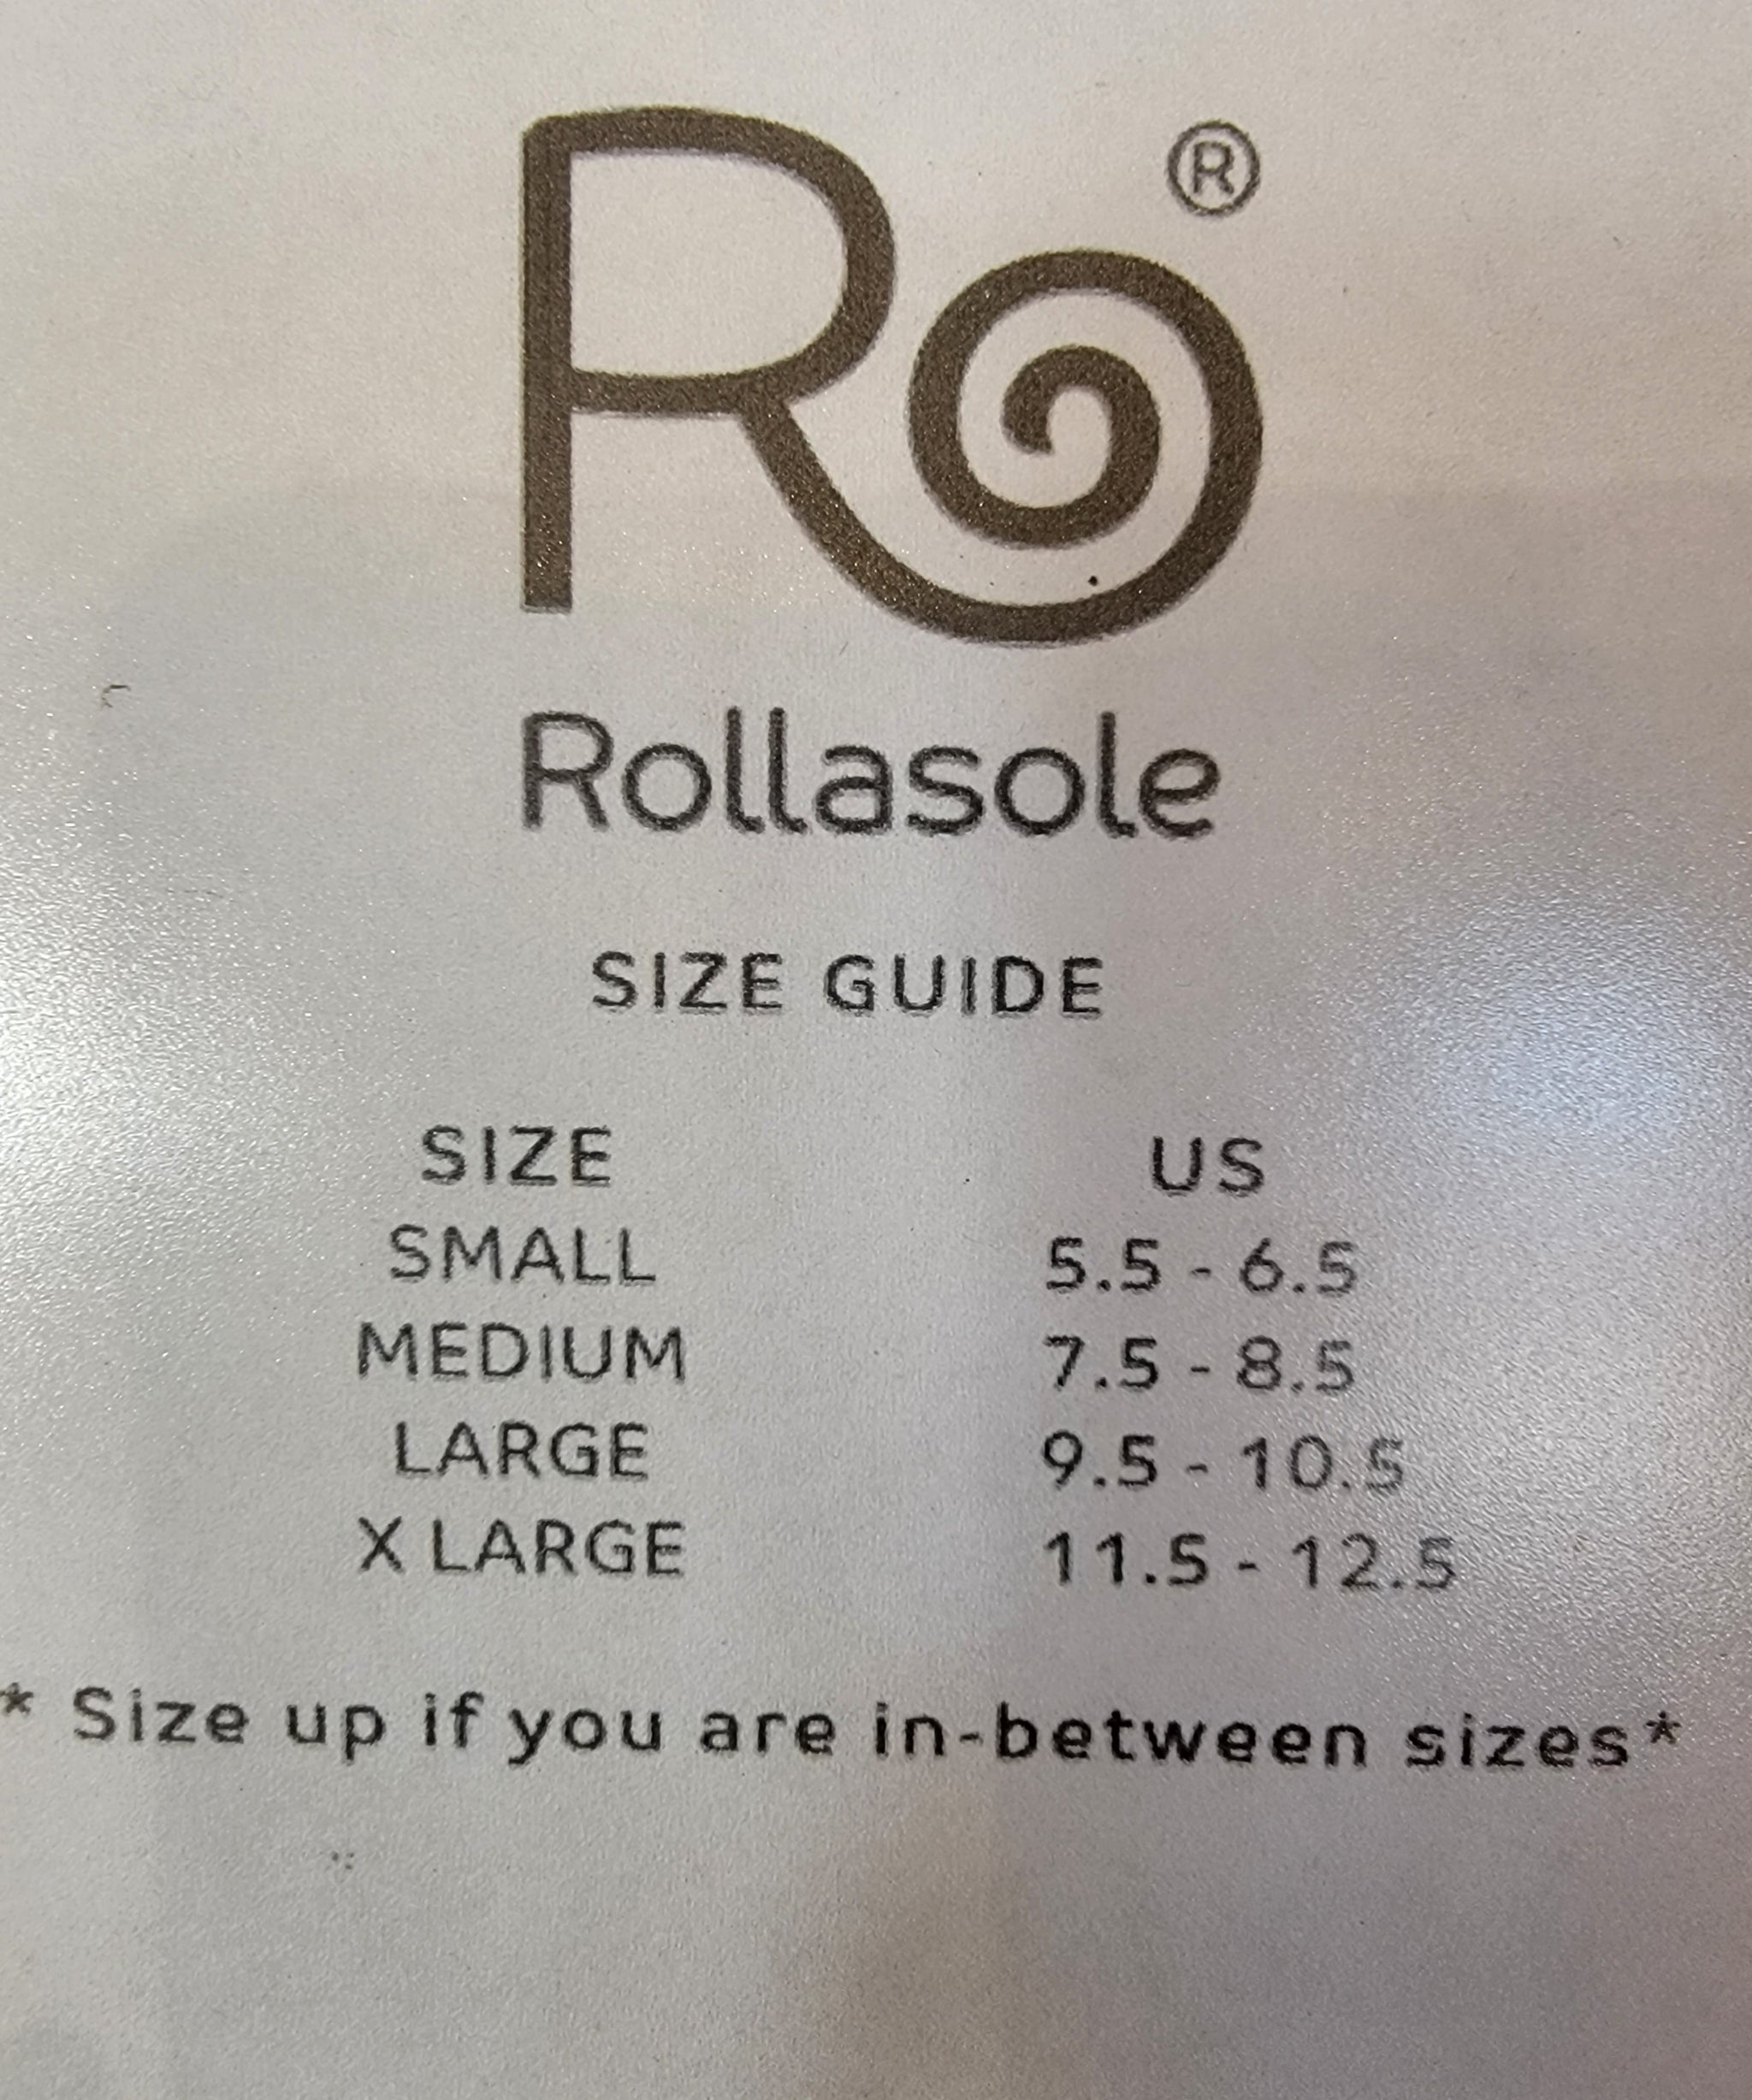 Ro®
Rollasole
SIZE GUIDE
SIZE US
SMALL 5.5 - 6.5
MEDIUM 7.5 - 8.5
LARGE 9.5 - 10.5
X LARGE 11.5 - 12.5
* Size up if you are in-between sizes*